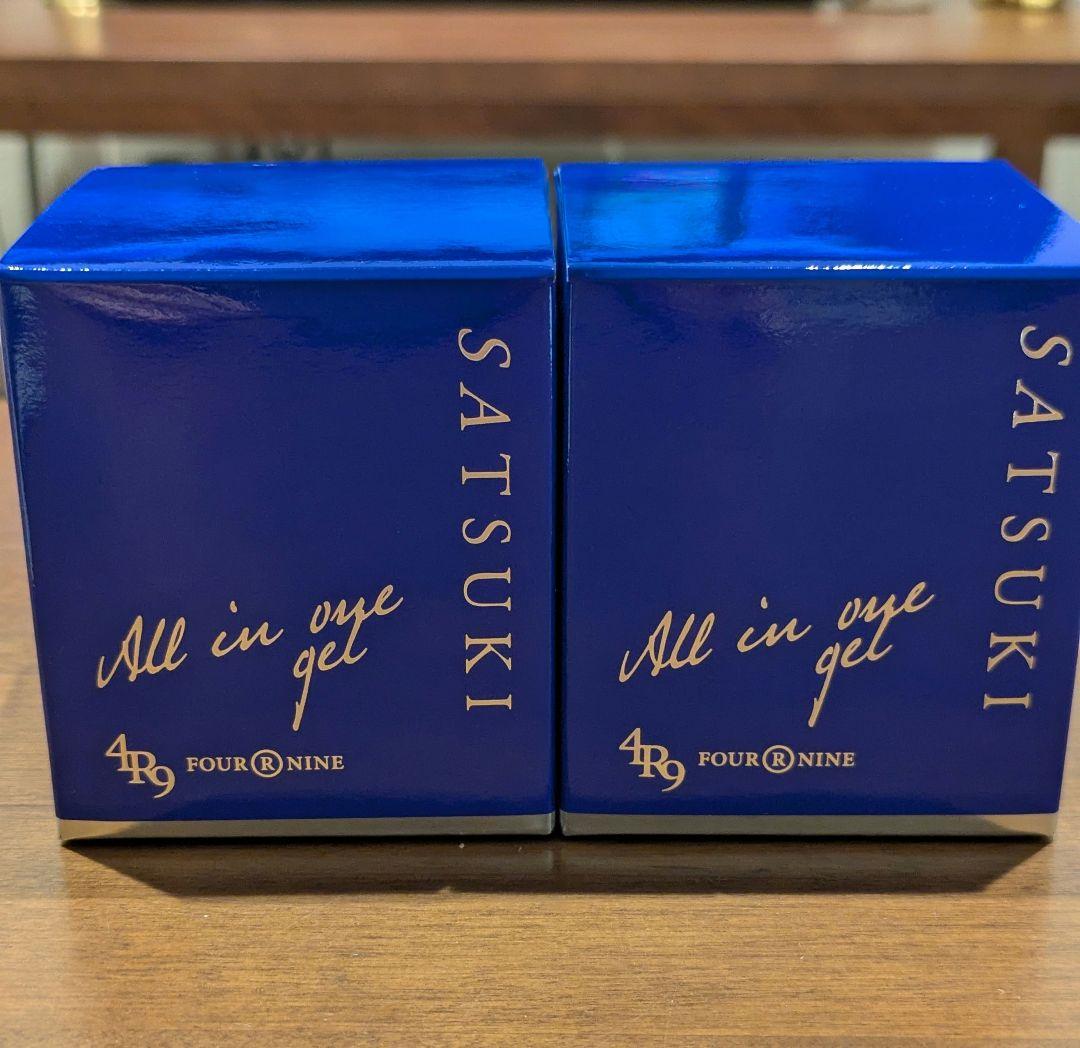 SATSUKI
All in one
gel
4R9 FOUR R NINE
SATSUKI
All in one
gel
4R9 FOUR R NINE